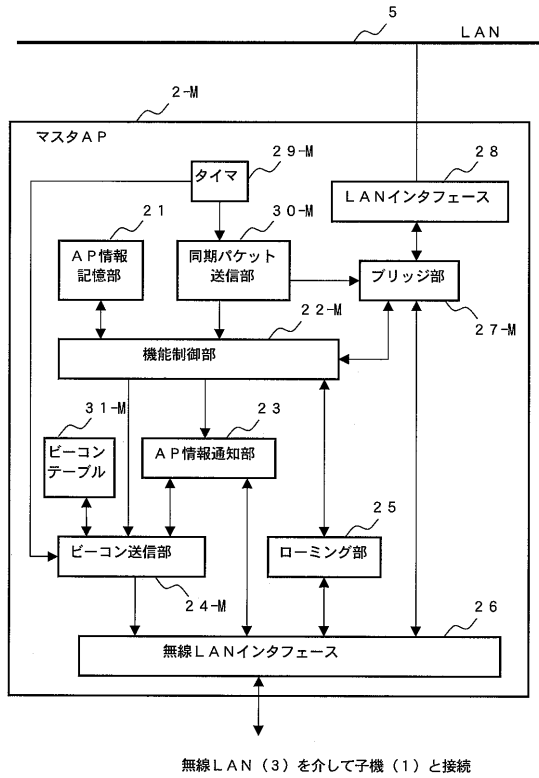 5
ＬＡＮ
2-M
マスタＡＰ
29-M
タイマ
28
ＬＡＮインタフェース
21
30-M
ＡＰ情報
記憶部
同期パケット
送信部
ブリッジ部
22-M
27-M
機能制御部
31-M
23
ビーコン
テーブル
ＡＰ情報通知部
25
ビーコン送信部
ローミング部
24-M
26
無線ＬＡＮインタフェース
無線ＬＡＮ（３）を介して子機（１）と接続